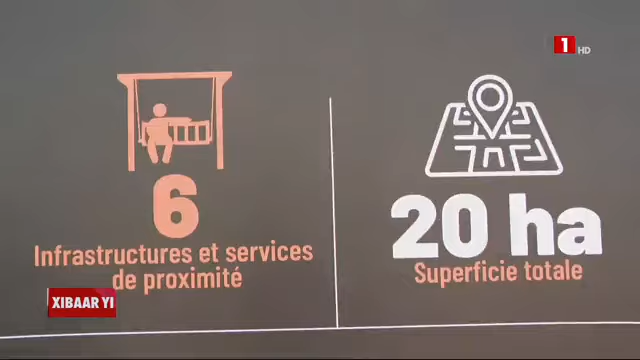 1 HD
6
Infrastructures et services
de proximité
20 ha
Superficie totale
XIBAAR YI